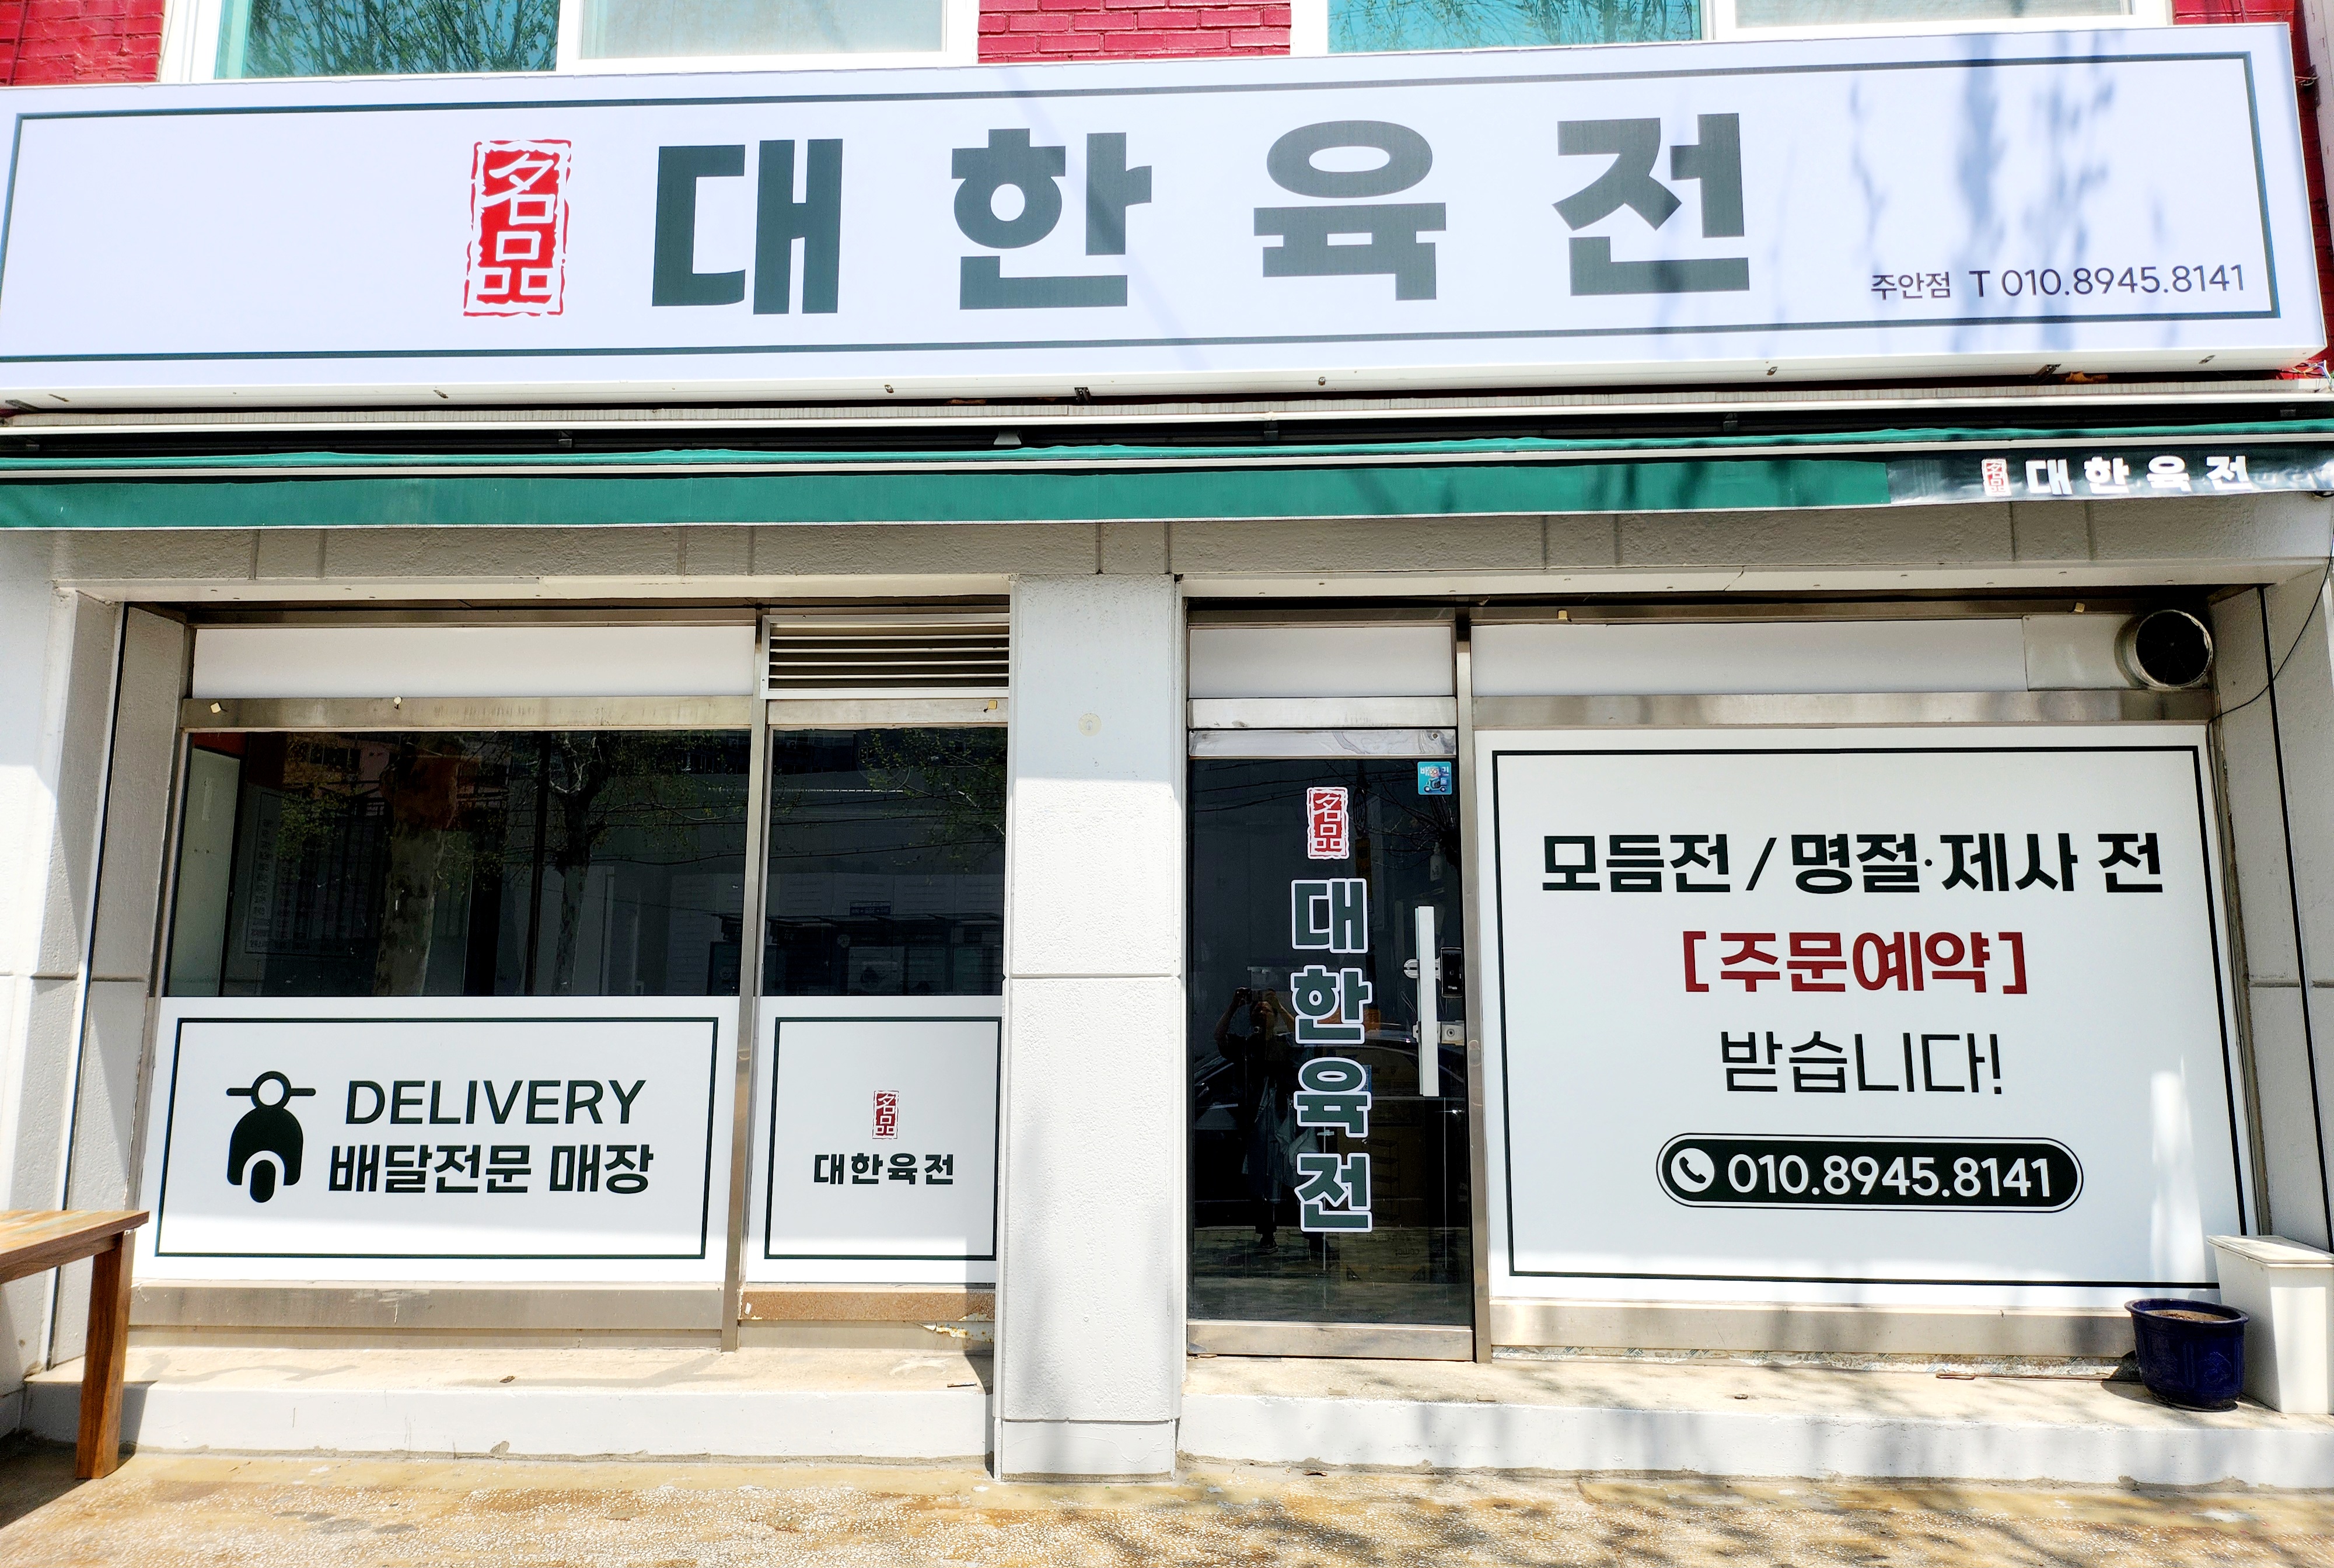 名品 대한육전
주안점 T 010.8945.8141
名品 대한육전
DELIVERY
배달전문 매장
名品
대한육전
名品
대한육전
모듬전 / 명절·제사 전
[주문예약]
받습니다!
010.8945.8141